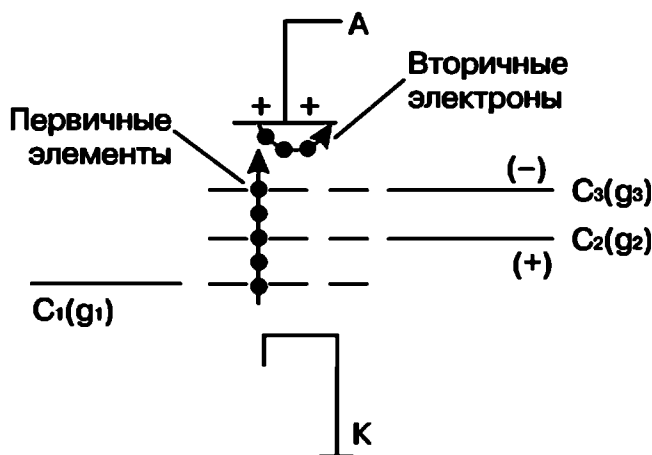 A
+ +
Вторичные
электроны
Первичные
элементы
(–)
C3(g3)
C2(g2)
(+)
C1(g1)
К